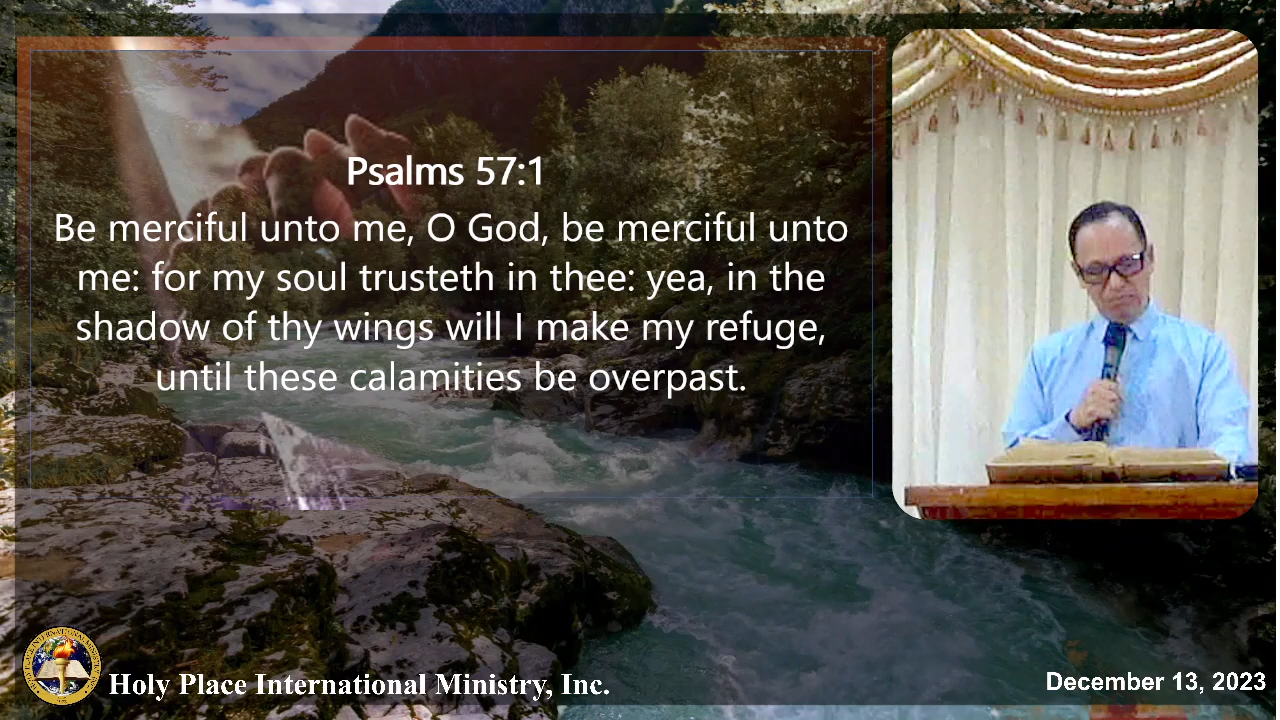 Psalms 57:1
Be merciful unto me, O God, be merciful unto
me: for my soul trusteth in thee: yea, in the
shadow of thy wings will I make my refuge,
until these calamities be overpast.
Holy Place International Ministry, Inc.
December 13, 2023